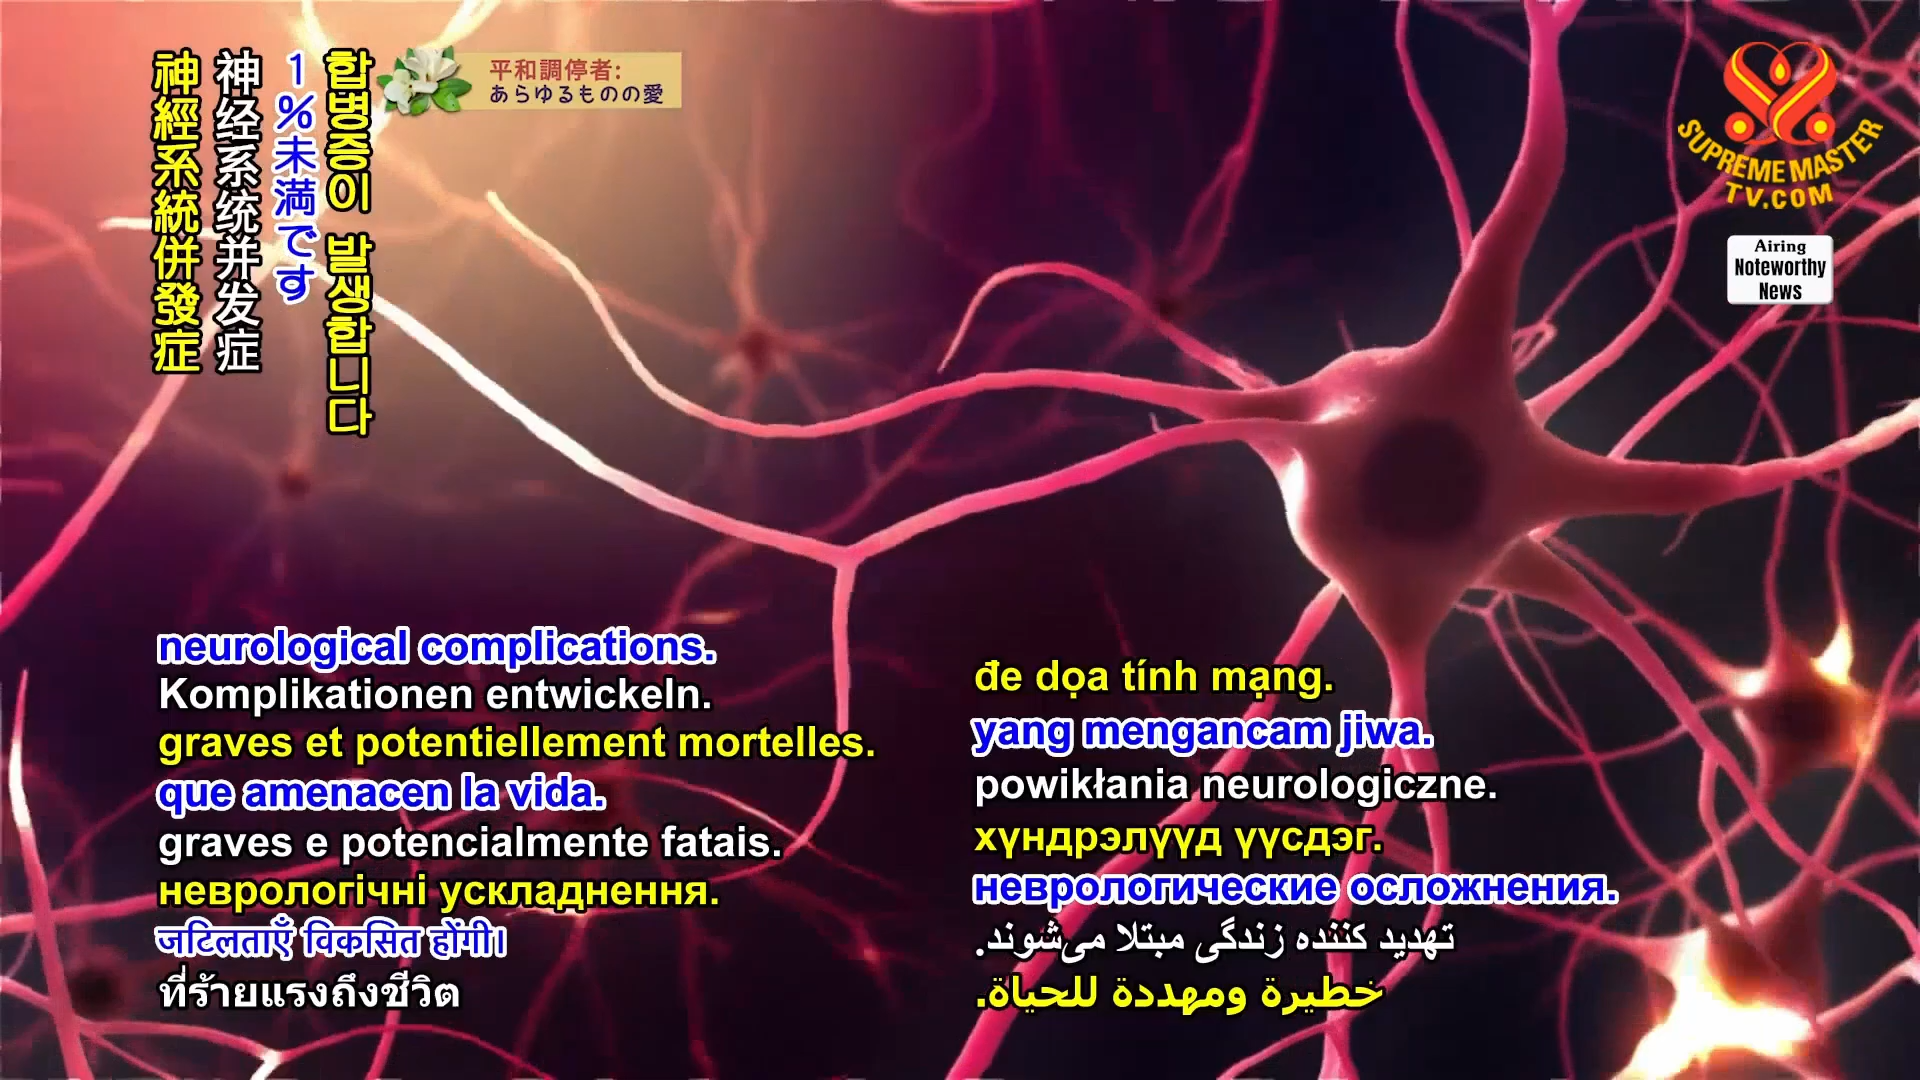 神經系統併發症
神经系统并发症
1%未満です
합병증이 발생합니다
平和調停者:
あらゆるものの愛
SUPREME MASTER
TV.COM
Airing
Noteworthy
News
neurological complications.
Komplikationen entwickeln.
graves et potentiellement mortelles.
que amenacen la vida.
graves e potencialmente fatais.
неврологічні ускладнення.
जटिलताएँ विकसित होंगी।
ที่ร้ายแรงถึงชีวิต
đe dọa tính mạng.
yang mengancam jiwa.
powikłania neurologiczne.
хүндрэлүүд үүсдэг.
неврологические осложнения.
تهدید کننده زندگی مبتلا می‌شوند.
خطيرة ومهددة للحياة.